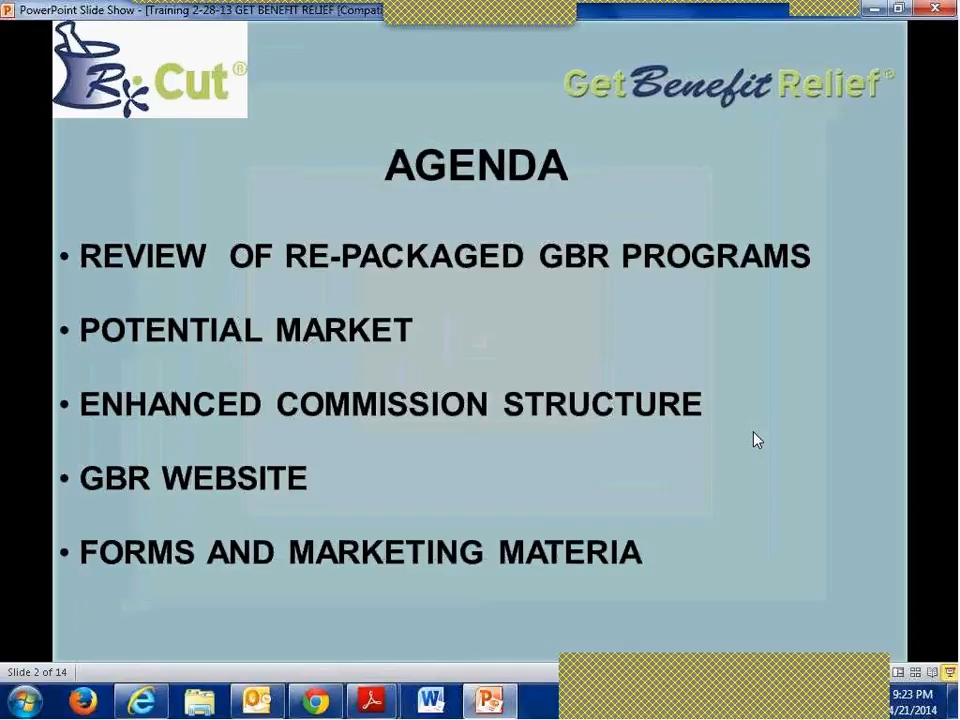 PowerPoint Slide Show - [Training 2-28-13 GET BENEFIT RELIEF [Compati
Rx Cut®
Get Benefit Relief®
AGENDA
• REVIEW OF RE-PACKAGED GBR PROGRAMS
• POTENTIAL MARKET
• ENHANCED COMMISSION STRUCTURE
• GBR WEBSITE
• FORMS AND MARKETING MATERIA
Slide 2 of 14
9:23 PM
4/21/2014